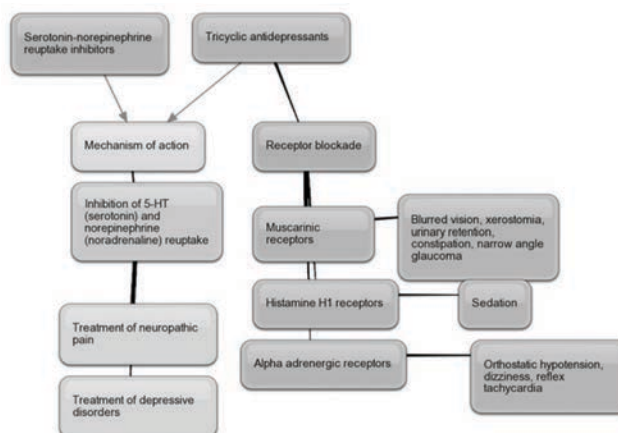 Serotonin-norepinephrine
reuptake inhibitors
Tricyclic antidepressants
Mechanism of action
Receptor blockade
Inhibition of 5-HT
(serotonin) and
norepinephrine
(noradrenaline) reuptake
Muscarinic
receptors
Blurred vision, xerostomia,
urinary retention,
constipation, narrow angle
glaucoma
Histamine H1 receptors
Sedation
Treatment of neuropathic
pain
Alpha adrenergic receptors
Orthostatic hypotension,
dizziness, reflex
tachycardia
Treatment of depressive
disorders